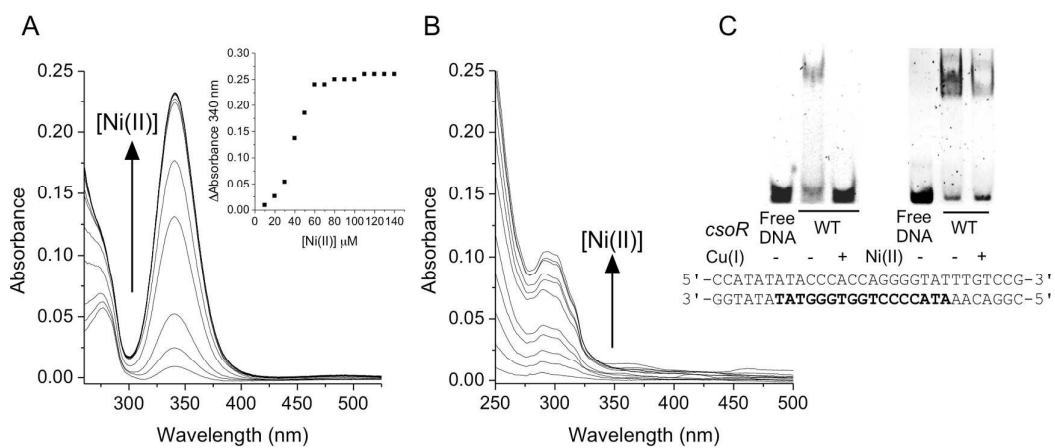 A
0.25
0.20
0.15
0.10
0.05
0.00
Absorbance
300 350 400 450 500
Wavelength (nm)
[Ni(II)]
0.30
0.25
0.20
0.15
0.10
0.05
0.00
ΔAbsorbance 340 nm
0 20 40 60 80 100 120 140
[Ni(II)] μM
B
0.25
0.20
0.15
0.10
0.05
0.00
Absorbance
250 300 350 400 450 500
Wavelength (nm)
[Ni(II)]
C
csoR Free DNA WT Free DNA WT
Cu(I) - - + Ni(II) - - +
5'-CCATATATACCCACCAGGGGTATTTGTCCG-3'
3'-GGTATATATGGGTGGTCCCCATAAACAGGC-5'